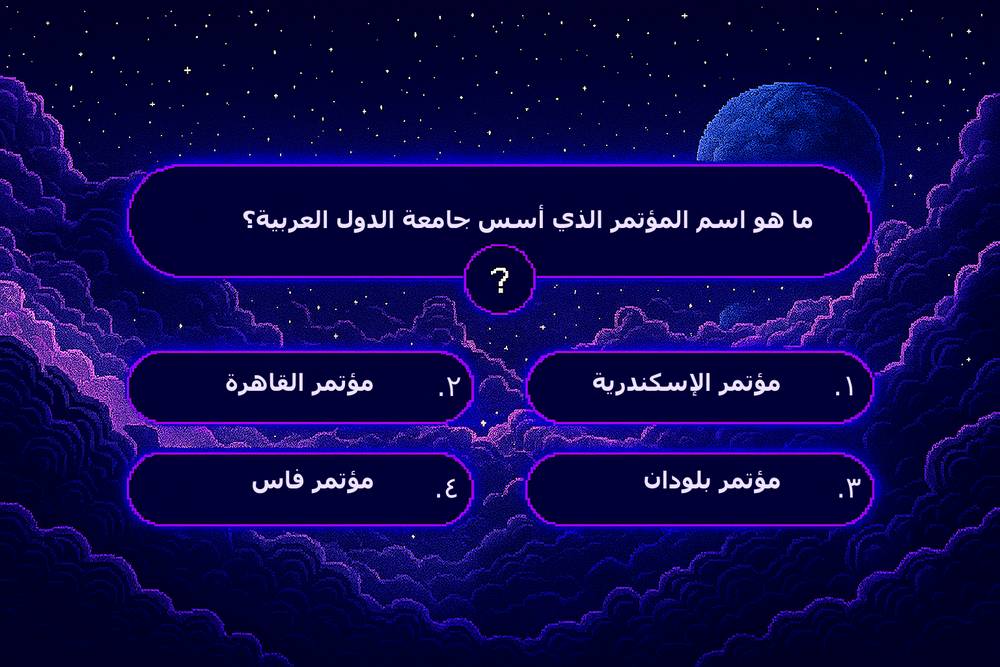 ما هو اسم المؤتمر الذي أسس جامعة الدول العربية؟
?
١. مؤتمر الإسكندرية
٢. مؤتمر القاهرة
٣. مؤتمر بلودان
٤. مؤتمر فاس